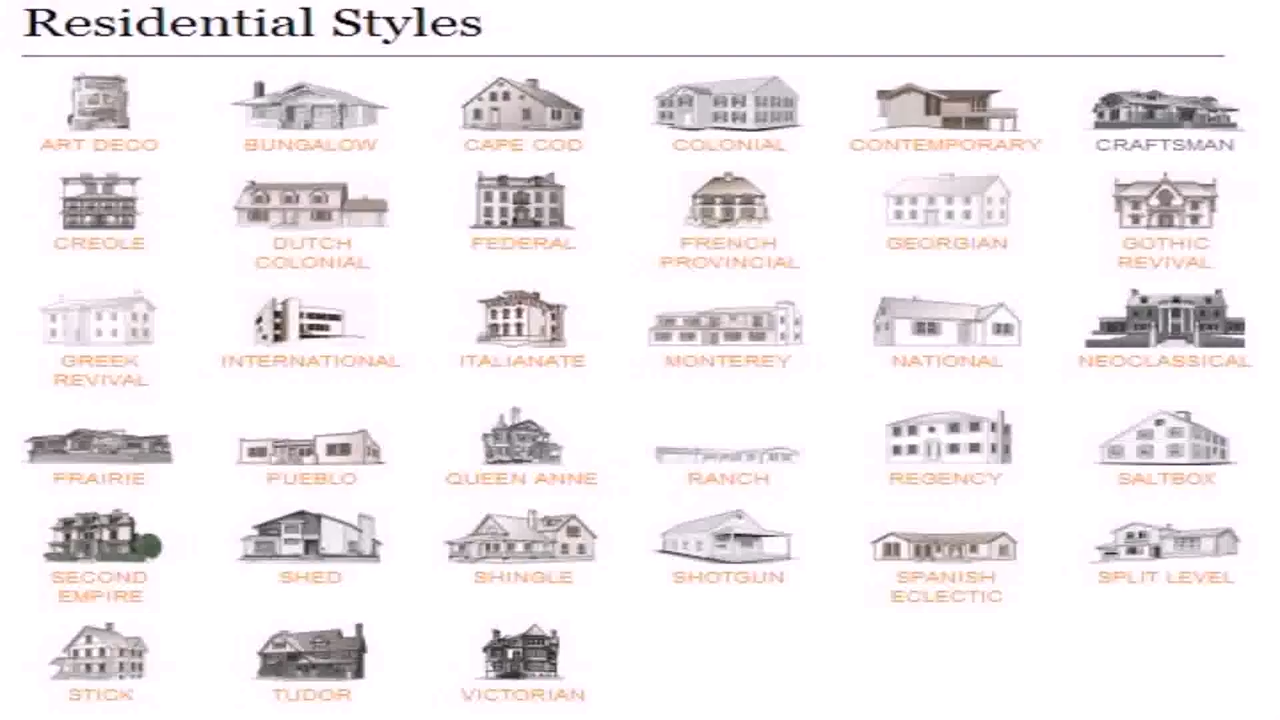 Residential Styles
ART DECO
BUNGALOW
CAPE COD
COLONIAL
CONTEMPORARY
CRAFTSMAN
CREOLE
DUTCH
COLONIAL
FEDERAL
FRENCH
PROVINCIAL
GEORGIAN
GOTHIC
REVIVAL
GREEK
REVIVAL
INTERNATIONAL
ITALIANATE
MONTEREY
NATIONAL
NEOCLASSICAL
PRAIRIE
PUEBLO
QUEEN ANNE
RANCH
REGENCY
SALTBOX
SECOND
EMPIRE
SHED
SHINGLE
SHOTGUN
SPANISH
ECLECTIC
SPLIT LEVEL
STICK
TUDOR
VICTORIAN